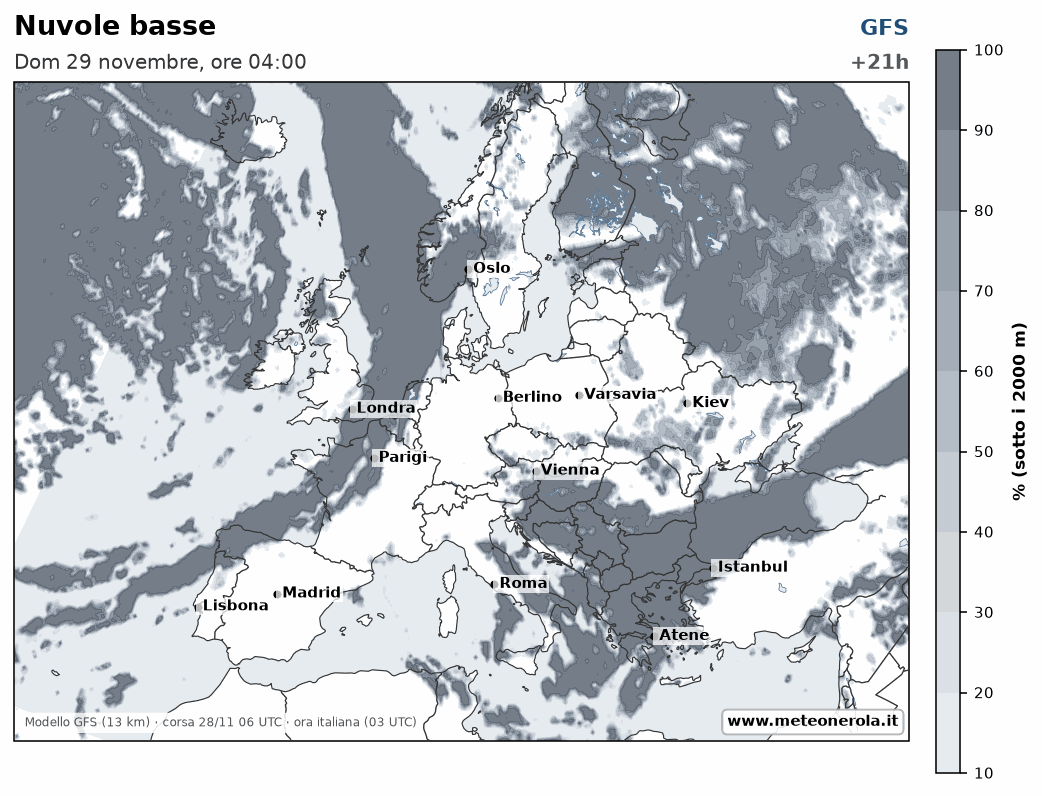 Nuvole basse
GFS
Dom 29 novembre, ore 04:00
+21h
100
90
80
70
60
50
40
30
20
10
% (sotto i 2000 m)
Oslo
Berlino
Varsavia
Kiev
Londra
Parigi
Vienna
Istanbul
Roma
Madrid
Lisbona
Atene
Modello GFS (13 km) · corsa 28/11 06 UTC · ora italiana (03 UTC)
www.meteonerola.it